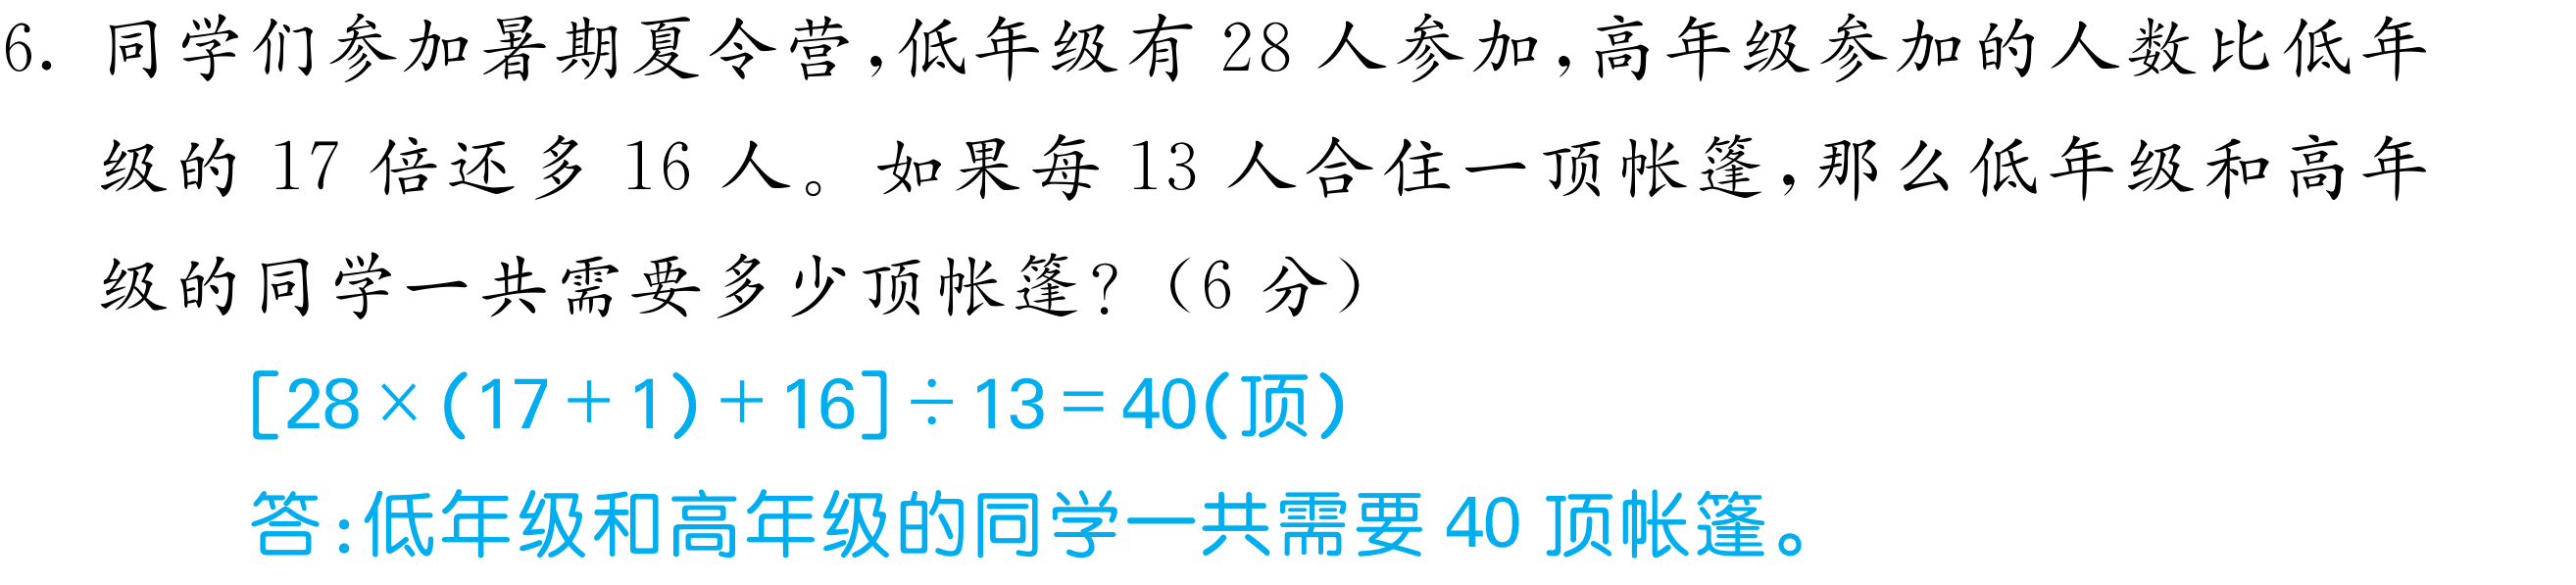 6. 同学们参加暑期夏令营,低年级有 28 人参加,高年级参加的人数比低年
级的 17 倍还多 16 人。如果每 13 人合住一顶帐篷,那么低年级和高年
级的同学一共需要多少顶帐篷?(6 分)
[28×(17+1)+16]÷13=40(顶)
答:低年级和高年级的同学一共需要 40 顶帐篷。